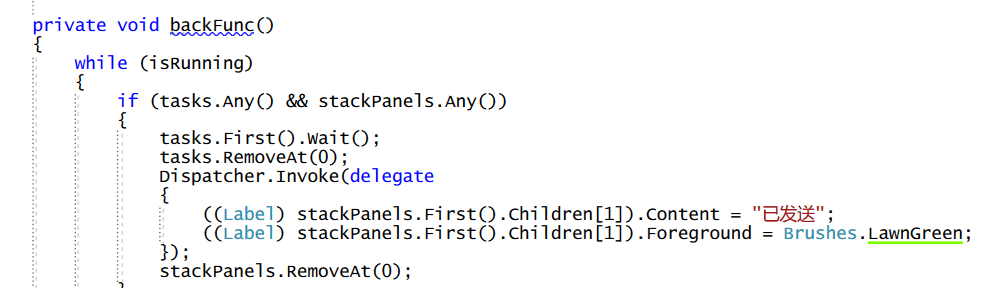 private void backFunc()
{
    while (isRunning)
    {
        if (tasks.Any() && stackPanels.Any())
        {
            tasks.First().Wait();
            tasks.RemoveAt(0);
            Dispatcher.Invoke(delegate
            {
                ((Label) stackPanels.First().Children[1]).Content = "已发送";
                ((Label) stackPanels.First().Children[1]).Foreground = Brushes.LawnGreen;
            });
            stackPanels.RemoveAt(0);
        }